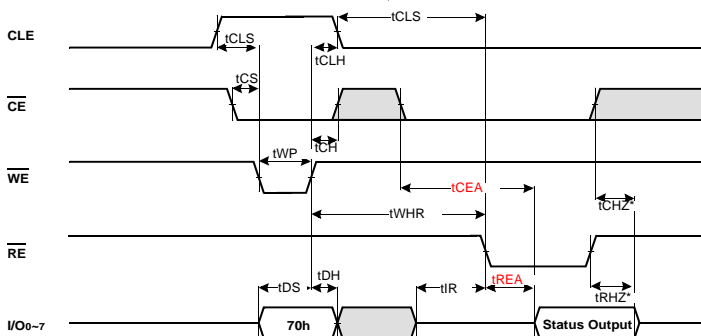 tCLS
CLE
tCLS
tCLH
tCS
CE
tCH
tWP
WE
tCEA
tCHZ*
tWHR
RE
tDH
tREA
tDS
tIR
tRHZ*
I/O0~7
70h
Status Output